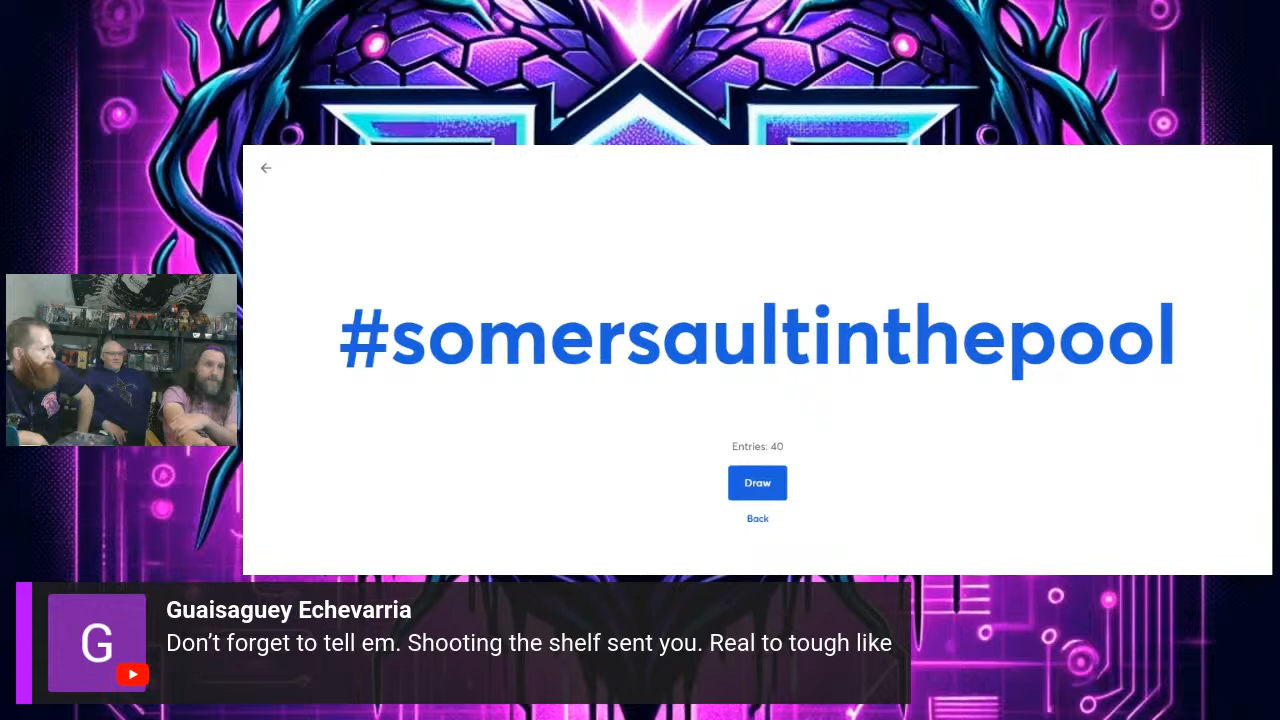 #somersaultinthepool
Entries: 40
Draw
Back
G
Guaisaguey Echevarria
Don’t forget to tell em. Shooting the shelf sent you. Real to tough like